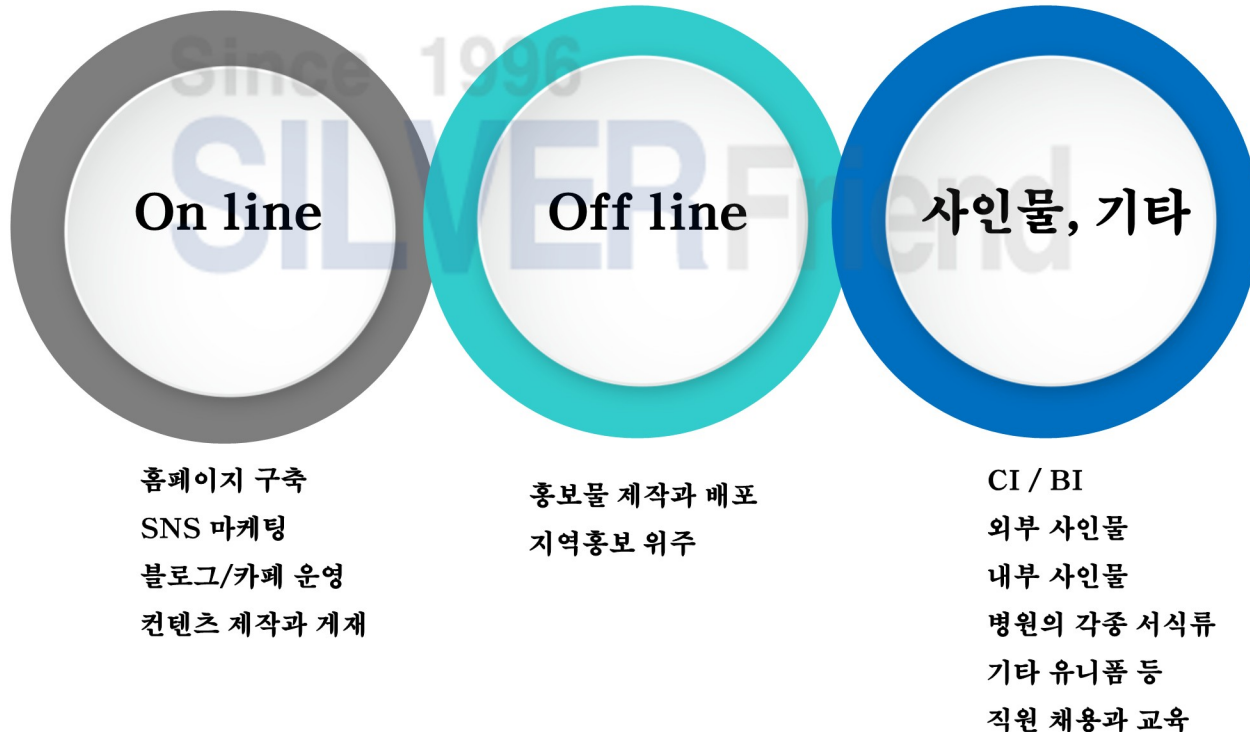 Since 1996
SILVER Friend
On line
홈페이지 구축
SNS 마케팅
블로그/카페 운영
컨텐츠 제작과 게재
Off line
홍보물 제작과 배포
지역홍보 위주
사인물, 기타
CI / BI
외부 사인물
내부 사인물
병원의 각종 서식류
기타 유니폼 등
직원 채용과 교육